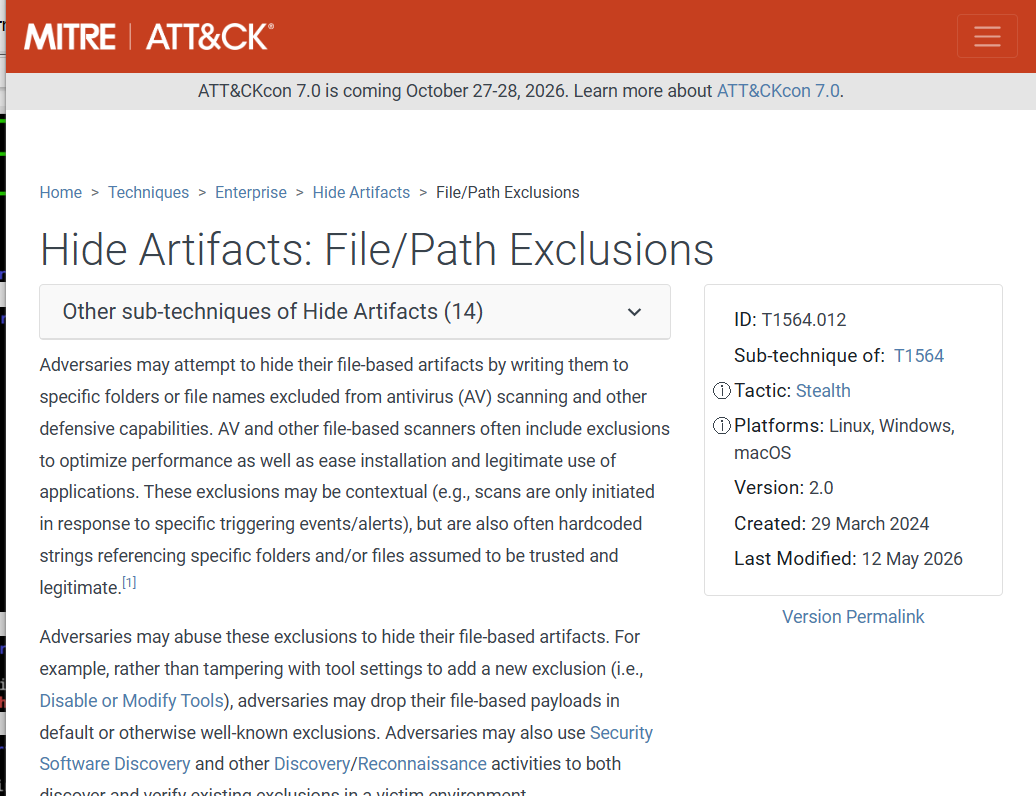 MITRE | ATT&CK®
ATT&CKcon 7.0 is coming October 27-28, 2026. Learn more about ATT&CKcon 7.0.
Home > Techniques > Enterprise > Hide Artifacts > File/Path Exclusions
Hide Artifacts: File/Path Exclusions
Other sub-techniques of Hide Artifacts (14)
Adversaries may attempt to hide their file-based artifacts by writing them to
specific folders or file names excluded from antivirus (AV) scanning and other
defensive capabilities. AV and other file-based scanners often include exclusions
to optimize performance as well as ease installation and legitimate use of
applications. These exclusions may be contextual (e.g., scans are only initiated
in response to specific triggering events/alerts), but are also often hardcoded
strings referencing specific folders and/or files assumed to be trusted and
legitimate.[1]
Adversaries may abuse these exclusions to hide their file-based artifacts. For
example, rather than tampering with tool settings to add a new exclusion (i.e.,
Disable or Modify Tools), adversaries may drop their file-based payloads in
default or otherwise well-known exclusions. Adversaries may also use Security
Software Discovery and other Discovery/Reconnaissance activities to both
discover and verify existing exclusions in a victim environment.
ID: T1564.012
Sub-technique of: T1564
Tactic: Stealth
Platforms: Linux, Windows,
macOS
Version: 2.0
Created: 29 March 2024
Last Modified: 12 May 2026
Version Permalink